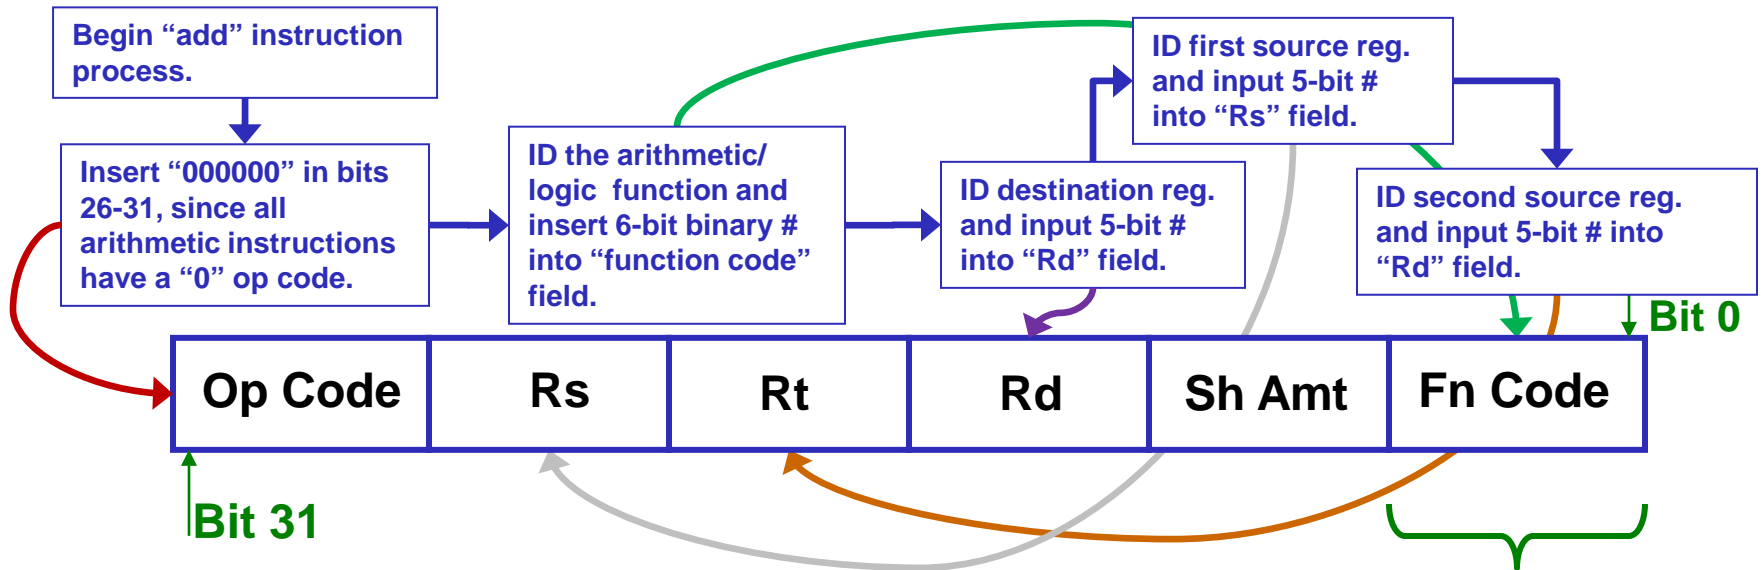 Begin “add” instruction
process.
Insert “000000” in bits
26-31, since all
arithmetic instructions
have a “0” op code.
ID the arithmetic/
logic function and
insert 6-bit binary #
into “function code”
field.
ID destination reg.
and input 5-bit #
into “Rd” field.
ID first source reg.
and input 5-bit #
into “Rs” field.
ID second source reg.
and input 5-bit # into
“Rd” field.
Bit 0
Op Code Rs Rt Rd Sh Amt Fn Code
Bit 31